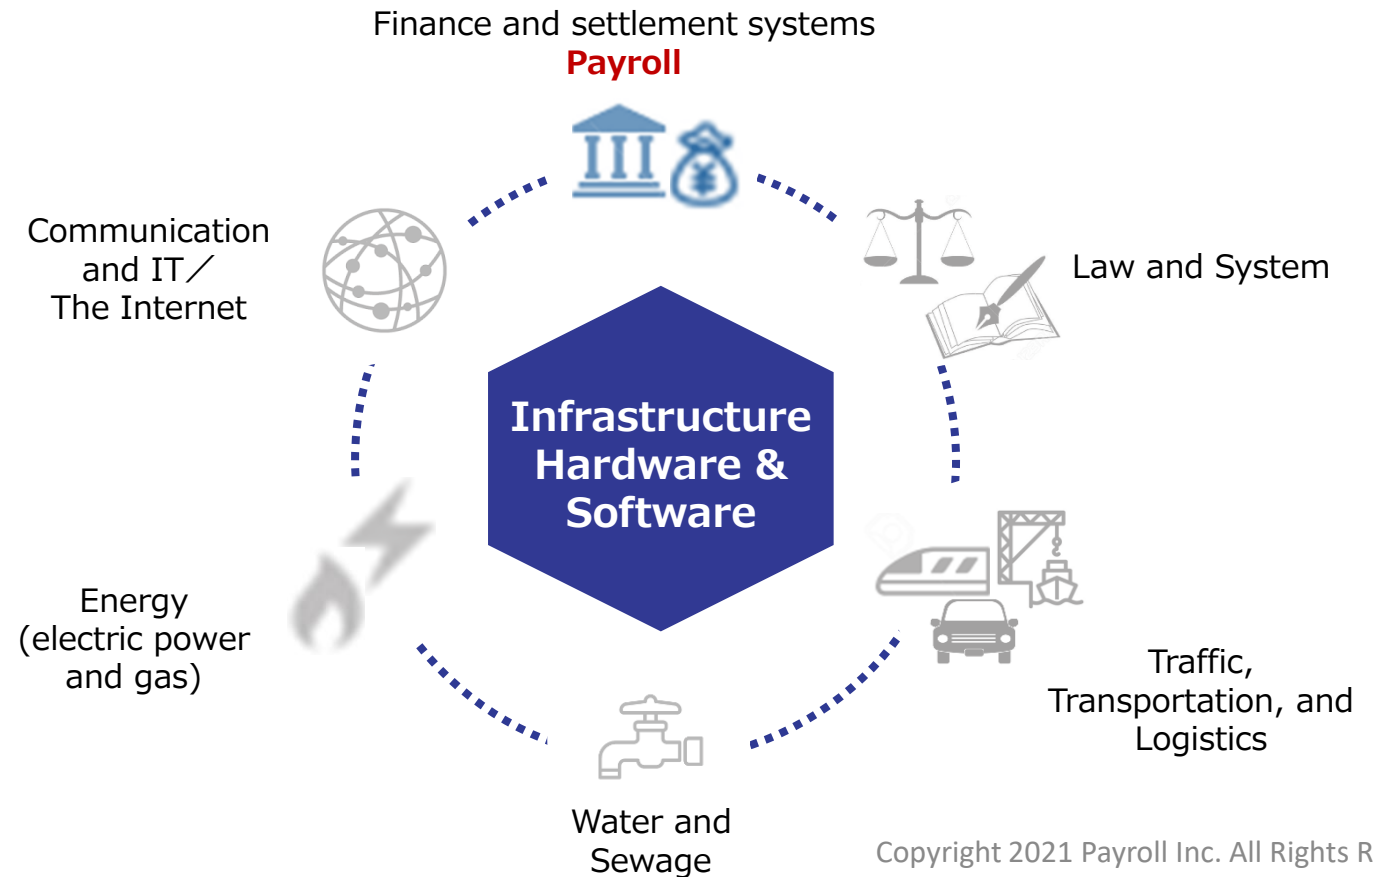 Finance and settlement systems
Payroll
Communication
and IT／
The Internet
Law and System
Infrastructure
Hardware &
Software
Energy
(electric power
and gas)
Traffic,
Transportation, and
Logistics
Water and
Sewage
Copyright 2021 Payroll Inc. All Rights R